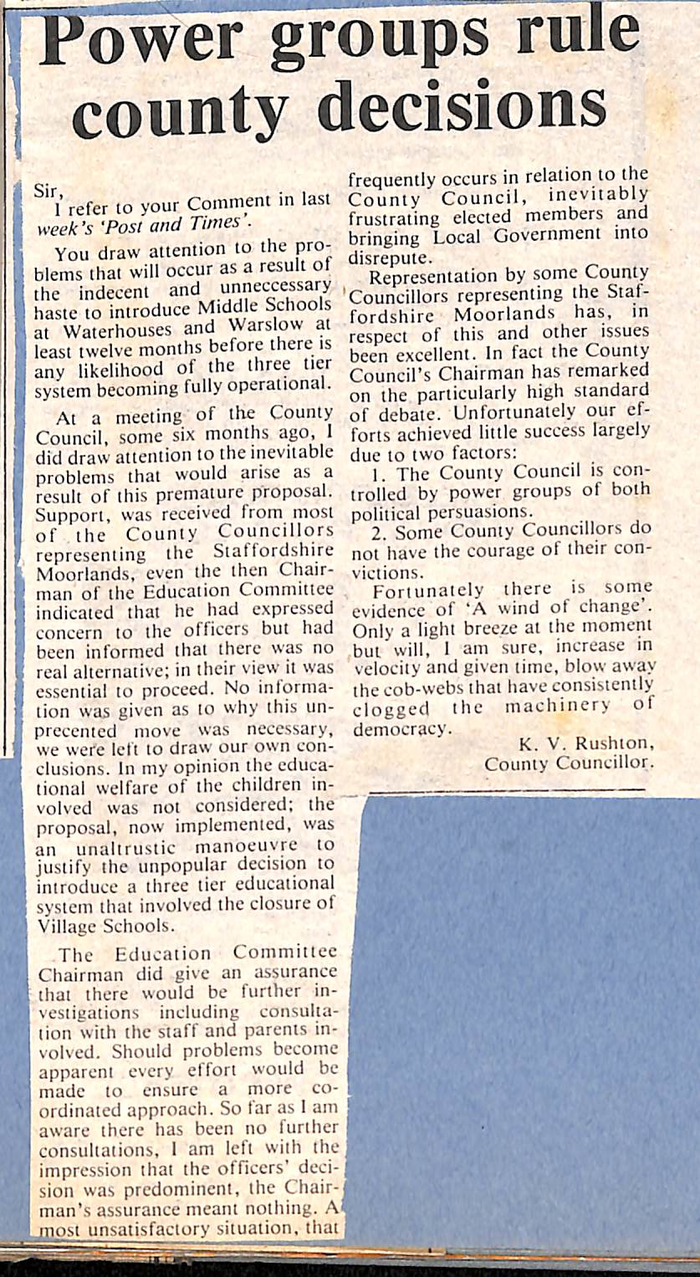 Power groups rule
county decisions
Sir,
I refer to your Comment in last
week's 'Post and Times'.
You draw attention to the pro-
blems that will occur as a result of
the indecent and unneccessary
haste to introduce Middle Schools
at Waterhouses and Warslow at
least twelve months before there is
any likelihood of the three tier
system becoming fully operational.
At a meeting of the County
Council, some six months ago, I
did draw attention to the inevitable
problems that would arise as a
result of this premature proposal.
Support, was received from most
of the County Councillors
representing the Staffordshire
Moorlands, even the then Chair-
man of the Education Committee
indicated that he had expressed
concern to the officers but had
been informed that there was no
real alternative; in their view it was
essential to proceed. No informa-
tion was given as to why this un-
precented move was necessary,
we were left to draw our own con-
clusions. In my opinion the educa-
tional welfare of the children in-
volved was not considered; the
proposal, now implemented, was
an unaltrustic manoeuvre to
justify the unpopular decision to
introduce a three tier educational
system that involved the closure of
Village Schools.
The Education Committee
Chairman did give an assurance
that there would be further in-
vestigations including consulta-
tion with the staff and parents in-
volved. Should problems become
apparent every effort would be
made to ensure a more co-
ordinated approach. So far as I am
aware there has been no further
consultations, I am left with the
impression that the officers' deci-
sion was predominent, the Chair-
man's assurance meant nothing. A
most unsatisfactory situation, that
frequently occurs in relation to the
County Council, inevitably
frustrating elected members and
bringing Local Government into
disrepute.
Representation by some County
Councillors representing the Staf-
fordshire Moorlands has, in
respect of this and other issues
been excellent. In fact the County
Council's Chairman has remarked
on the particularly high standard
of debate. Unfortunately our ef-
forts achieved little success largely
due to two factors:
1. The County Council is con-
trolled by power groups of both
political persuasions.
2. Some County Councillors do
not have the courage of their con-
victions.
Fortunately there is some
evidence of 'A wind of change'.
Only a light breeze at the moment
but will, I am sure, increase in
velocity and given time, blow away
the cob-webs that have consistently
clogged the machinery of
democracy.
K. V. Rushton,
County Councillor.